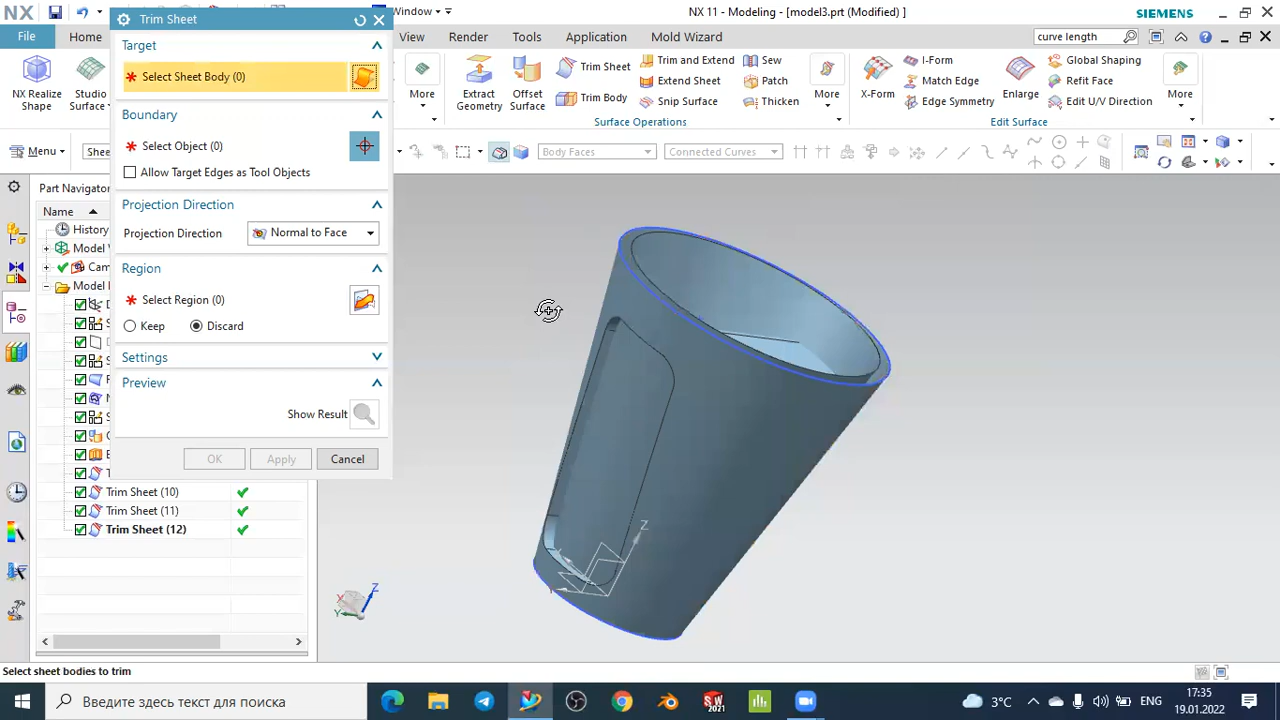 NX
Window
NX 11 - Modeling - [model3.prt (Modified) ]
SIEMENS
File
Home
View
Render
Tools
Application
Mold Wizard
curve length
NX Realize
Shape
Studio
Surface
More
Extract
Geometry
Offset
Surface
Trim Sheet
Trim Body
Trim and Extend
Extend Sheet
Snip Surface
Sew
Patch
Thicken
More
X-Form
I-Form
Match Edge
Edge Symmetry
Enlarge
Global Shaping
Refit Face
Edit U/V Direction
More
Surface Operations
Edit Surface
Menu
Shee
Body Faces
Connected Curves
Trim Sheet
Target
* Select Sheet Body (0)
Boundary
* Select Object (0)
Allow Target Edges as Tool Objects
Projection Direction
Projection Direction
Normal to Face
Region
* Select Region (0)
Keep
Discard
Settings
Preview
Show Result
OK
Apply
Cancel
Part Navigato
Name
History
Model V
Cam
Model H
Trim Sheet (10)
Trim Sheet (11)
Trim Sheet (12)
Z
Z
X
Y
Select sheet bodies to trim
Введите здесь текст для поиска
3°C
ENG
17:35
19.01.2022